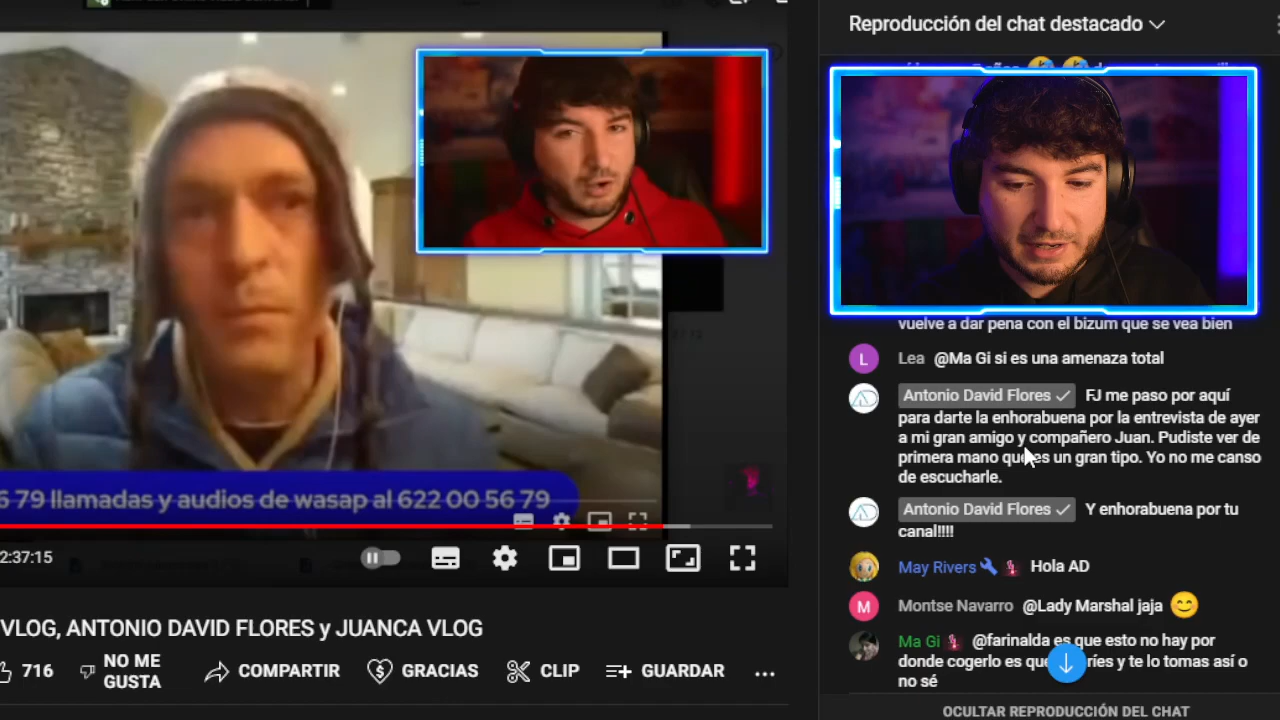 6 79 llamadas y audios de wasap al 622 00 56 79
2:37:15
VLOG, ANTONIO DAVID FLORES y JUANCA VLOG
716
NO ME
GUSTA
COMPARTIR
GRACIAS
CLIP
GUARDAR
Reproducción del chat destacado
vuelve a dar pena con el bizum que se vea bien
L Lea @Ma Gi si es una amenaza total
Antonio David Flores FJ me paso por aquí
para darte la enhorabuena por la entrevista de ayer
a mi gran amigo y compañero Juan. Pudiste ver de
primera mano que es un gran tipo. Yo no me canso
de escucharle.
Antonio David Flores Y enhorabuena por tu
canal!!!!
May Rivers Hola AD
M Montse Navarro @Lady Marshal jaja 😊
Ma Gi @farinalda es que esto no hay por
donde cogerlo es que ríes y te lo tomas así o
no sé
OCULTAR REPRODUCCIÓN DEL CHAT